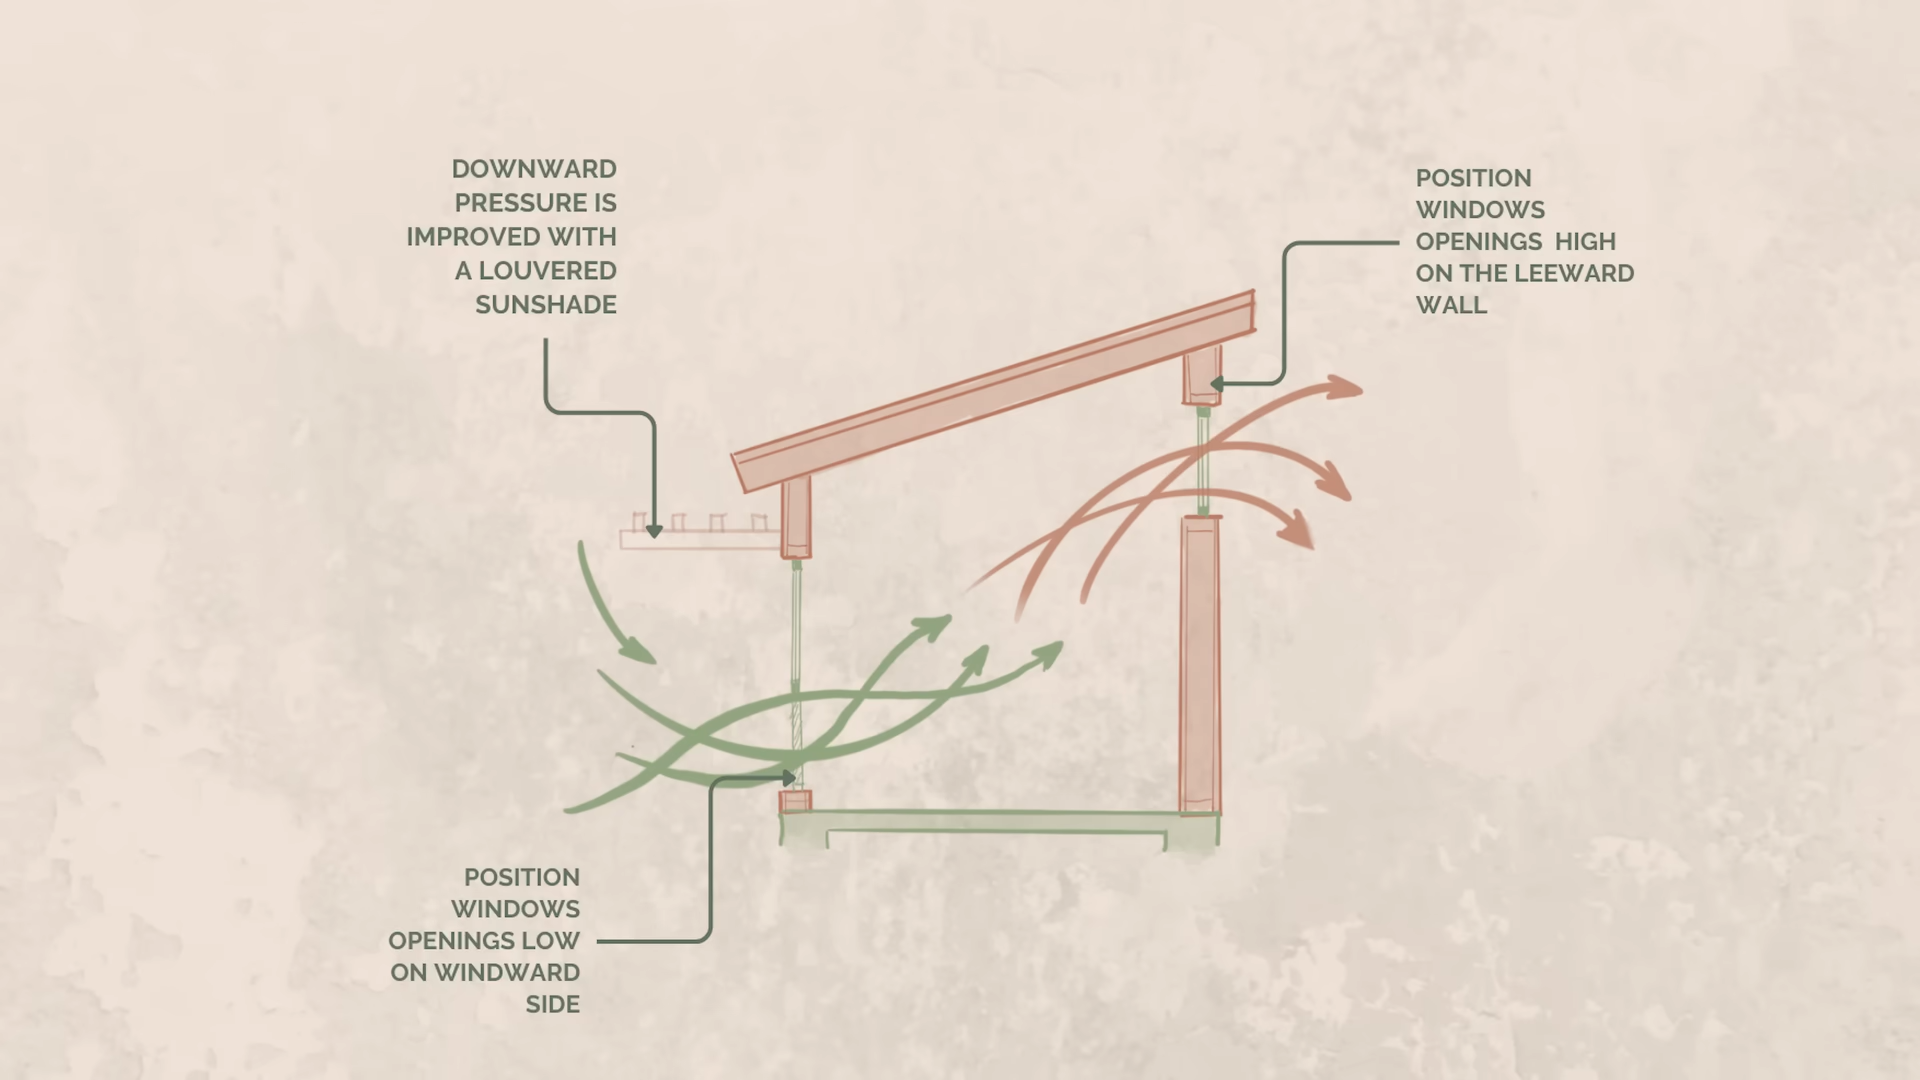 DOWNWARD
PRESSURE IS
IMPROVED WITH
A LOUVERED
SUNSHADE
POSITION
WINDOWS
OPENINGS  HIGH
ON THE LEEWARD
WALL
POSITION
WINDOWS
OPENINGS LOW
ON WINDWARD
SIDE